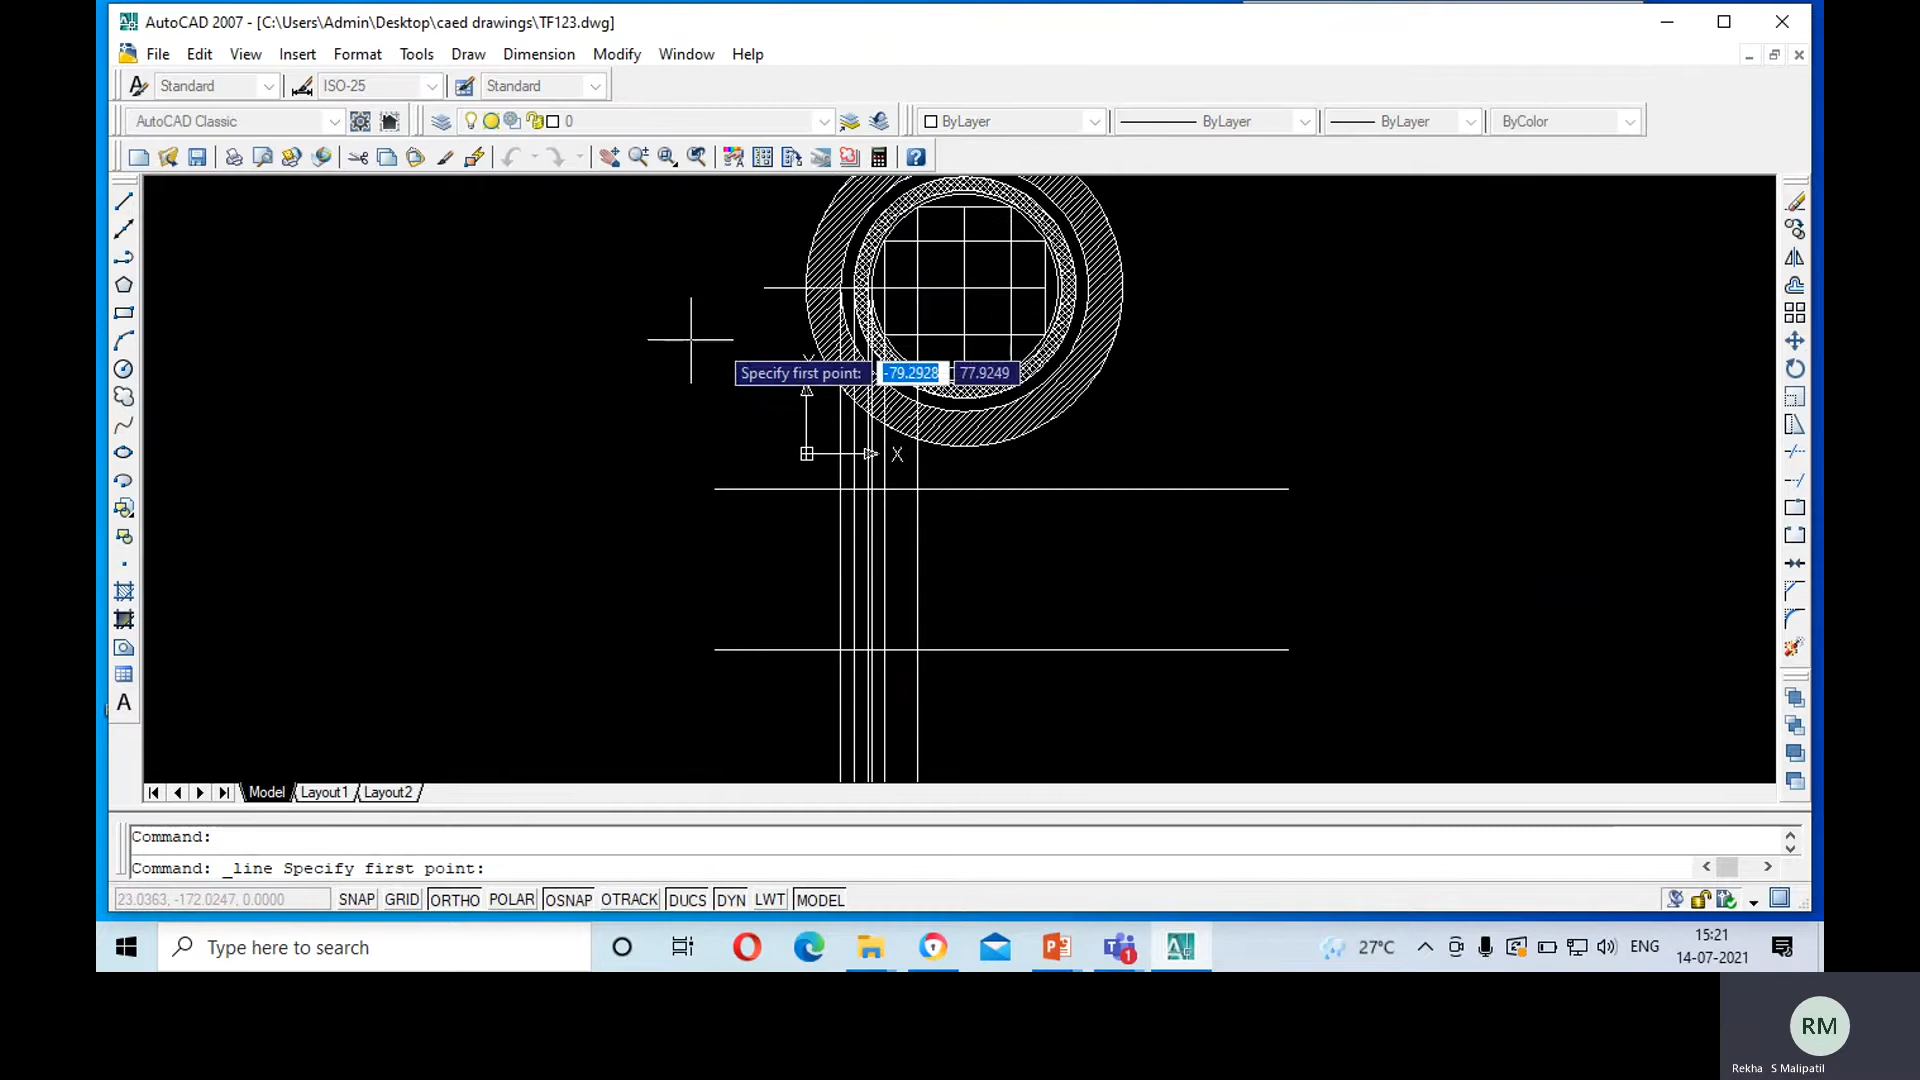 AutoCAD 2007 - [C:\Users\Admin\Desktop\caed drawings\TF123.dwg]
File Edit View Insert Format Tools Draw Dimension Modify Window Help
Standard ISO-25 Standard
AutoCAD Classic 0 ByLayer ByLayer ByLayer ByColor
Specify first point: -79.2928 77.9249
X
A
Model Layout1 Layout2
Command:
Command: _line Specify first point:
23.0363, -172.0247, 0.0000 SNAP GRID ORTHO POLAR OSNAP OTRACK DUCS DYN LWT MODEL
Type here to search 1 27°C ENG 15:21
14-07-2021
RM
Rekha S Malipatil